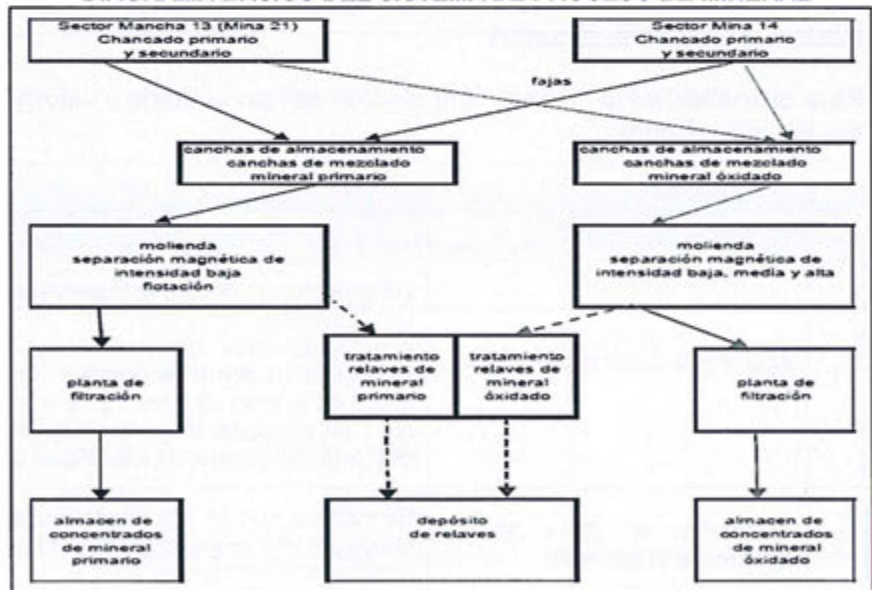 Sector Mancha 13 (Mina 21)
Chancado primario
y secundario
Sector Mina 14
Chancado primario
y secundario
fajas
canchas de almacenamiento
canchas de mezclado
mineral primario
canchas de almacenamiento
canchas de mezclado
mineral óxidado
molienda
separación magnética de
intensidad baja
flotación
molienda
separación magnética de
intensidad baja, media y alta
planta de
filtración
tratamiento
relaves de
mineral
primario
tratamiento
relaves de
mineral
óxidado
planta de
filtración
almacen de
concentrados
de mineral
primario
depósito
de relaves
almacen de
concentrados
de mineral
óxidado